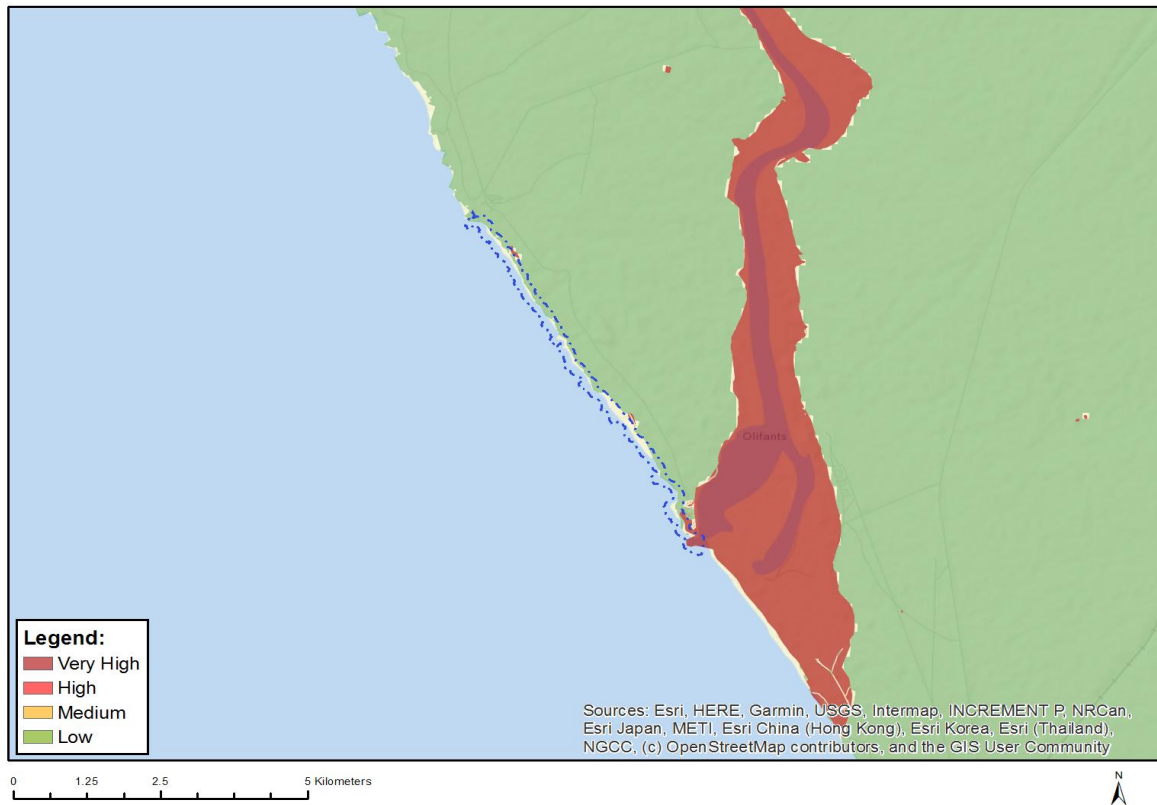 Olifants
Legend:
Very High
High
Medium
Low
Sources: Esri, HERE, Garmin, USGS, Intermap, INCREMENT P, NRCan,
Esri Japan, METI, Esri China (Hong Kong), Esri Korea, Esri (Thailand),
NGCC, (c) OpenStreetMap contributors, and the GIS User Community
0 1.25 2.5 5 Kilometers
N